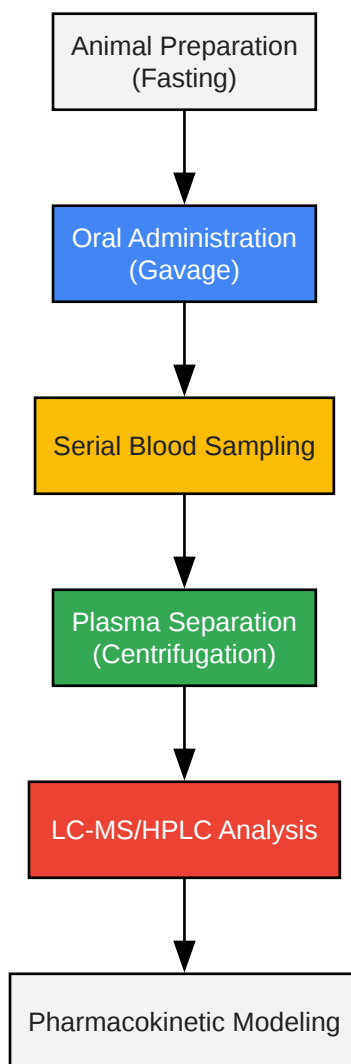 Animal Preparation
(Fasting)
Oral Administration
(Gavage)
Serial Blood Sampling
Plasma Separation
(Centrifugation)
LC-MS/HPLC Analysis
Pharmacokinetic Modeling